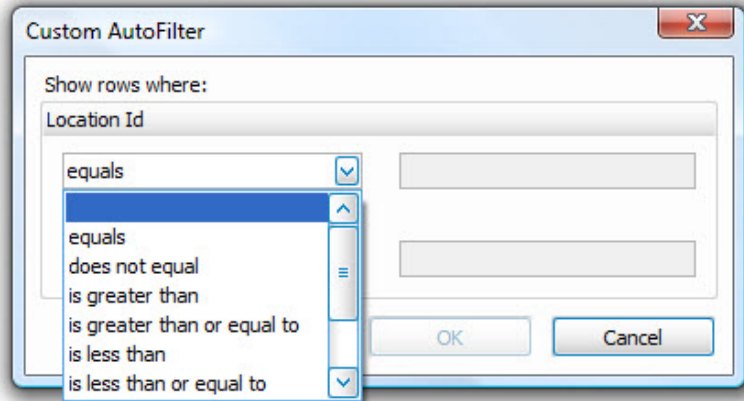 Custom AutoFilter
Show rows where:
Location Id
equals
equals
does not equal
is greater than
is greater than or equal to
is less than
is less than or equal to
OK
Cancel